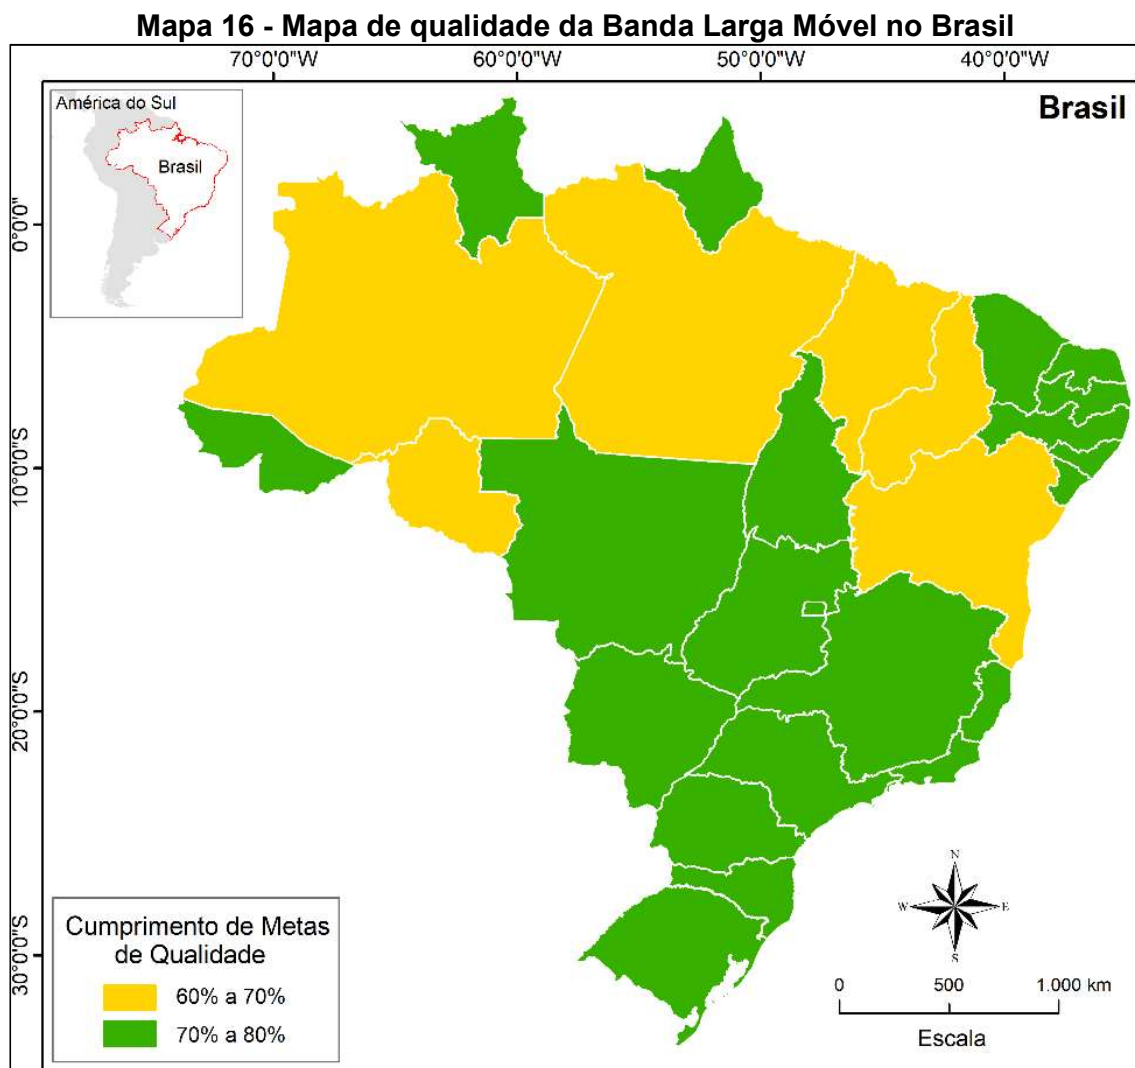 Mapa 16 - Mapa de qualidade da Banda Larga Móvel no Brasil
70°0'0"W 60°0'0"W 50°0'0"W 40°0'0"W
América do Sul
Brasil
Brasil
0°0'0"
10°0'0"S
20°0'0"S
30°0'0"S
Cumprimento de Metas
de Qualidade
60% a 70%
70% a 80%
N
W E
S
0 500 1.000 km
Escala